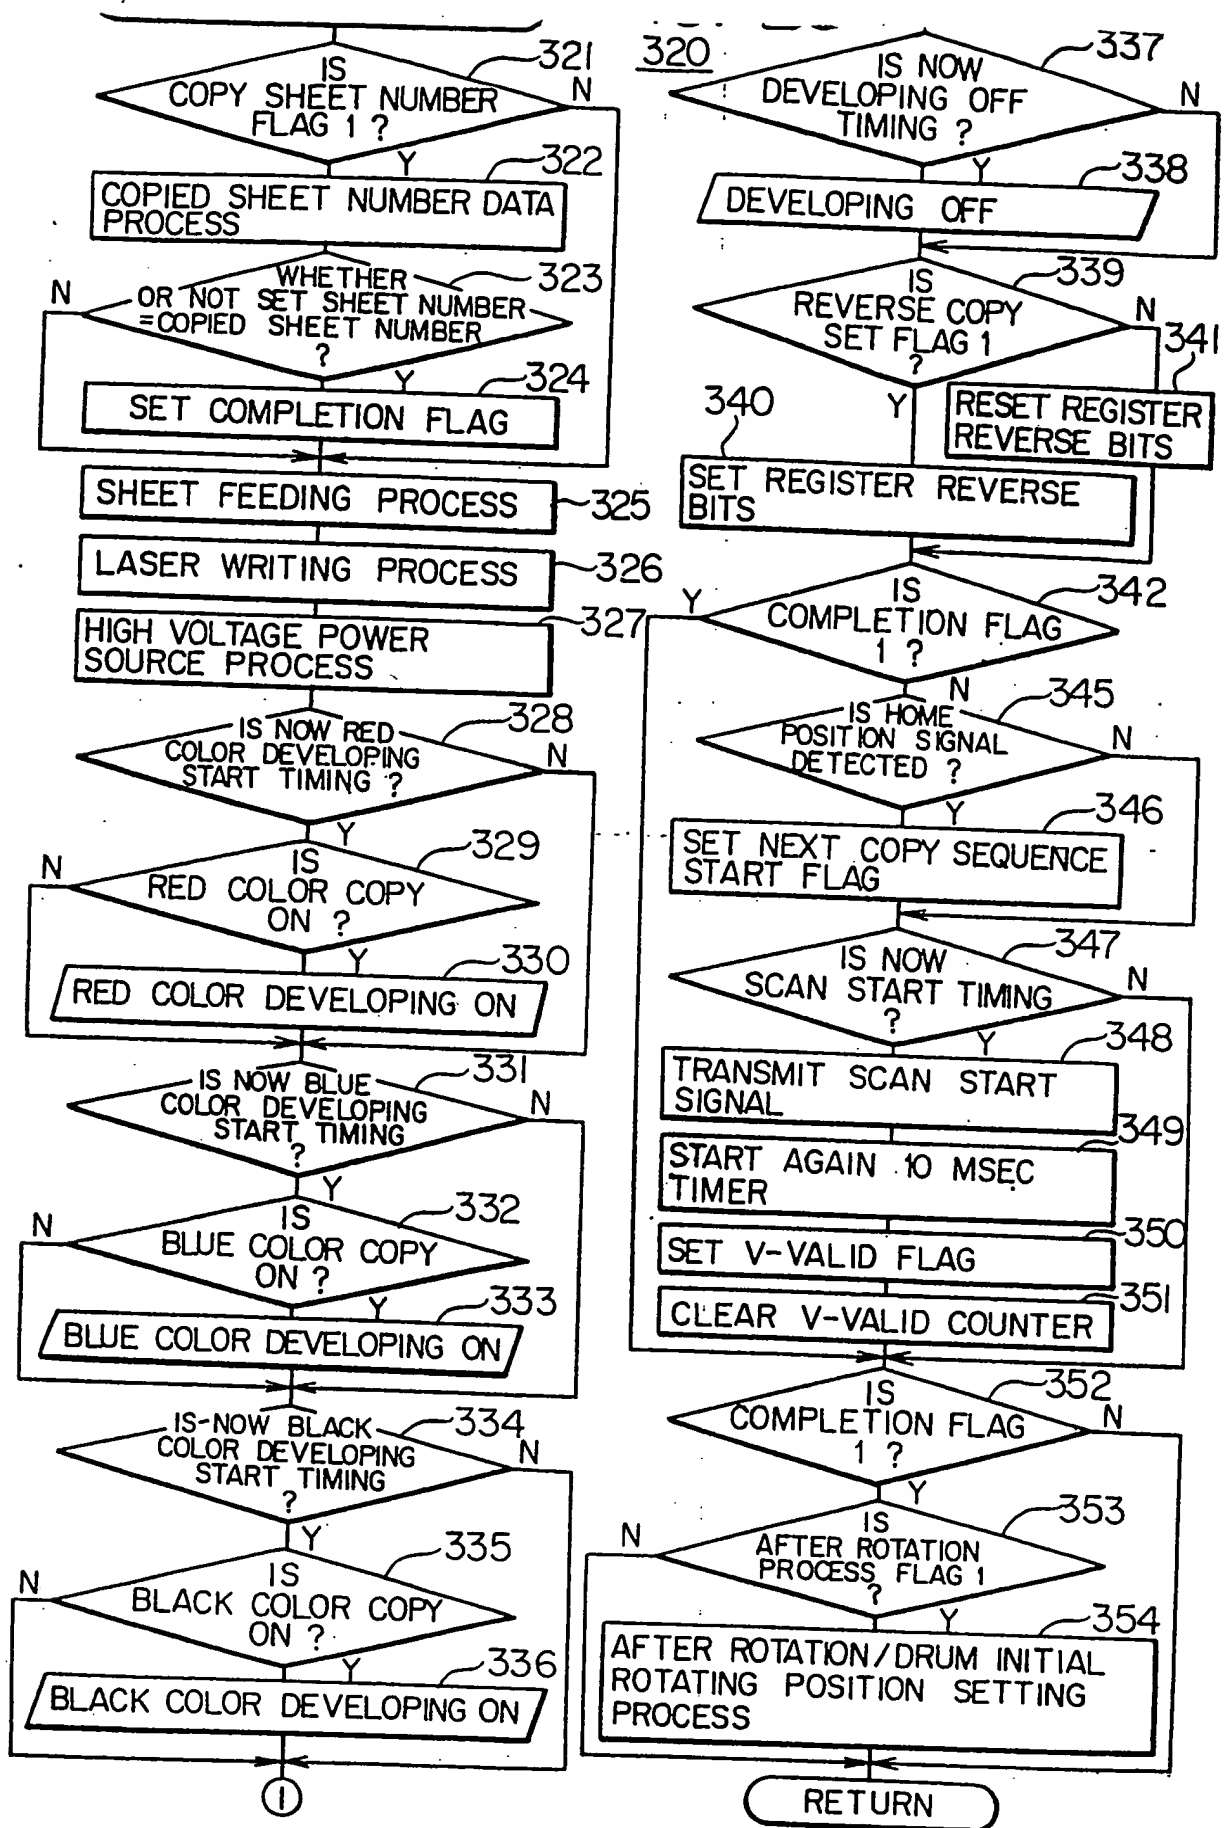 321
IS
COPY SHEET NUMBER
FLAG 1 ?
N
Y
322
COPIED SHEET NUMBER DATA
PROCESS
323
WHETHER
OR NOT SET SHEET NUMBER
=COPIED SHEET NUMBER
?
N
Y
324
SET COMPLETION FLAG
SHEET FEEDING PROCESS
325
LASER WRITING PROCESS
326
327
HIGH VOLTAGE POWER
SOURCE PROCESS
328
IS NOW RED
COLOR DEVELOPING
START TIMING ?
N
Y
329
IS
RED COLOR COPY
ON ?
N
Y
330
RED COLOR DEVELOPING ON
331
IS NOW BLUE
COLOR DEVELOPING
START TIMING
?
N
Y
332
IS
BLUE COLOR COPY
ON ?
N
Y
333
BLUE COLOR DEVELOPING ON
334
IS-NOW BLACK
COLOR DEVELOPING
START TIMING
?
N
Y
335
IS
BLACK COLOR COPY
ON ?
N
Y
336
BLACK COLOR DEVELOPING ON
1
320
337
IS NOW
DEVELOPING OFF
TIMING ?
N
Y
338
DEVELOPING OFF
339
IS
REVERSE COPY
SET FLAG 1
?
N
Y
341
RESET REGISTER
REVERSE BITS
340
SET REGISTER REVERSE
BITS
342
IS
COMPLETION FLAG
1 ?
Y
N
345
IS HOME
POSITION SIGNAL
DETECTED ?
N
Y
346
SET NEXT COPY SEQUENCE
START FLAG
347
IS NOW
SCAN START TIMING
?
N
Y
348
TRANSMIT SCAN START
SIGNAL
349
START AGAIN 10 MSEC
TIMER
350
SET V-VALID FLAG
351
CLEAR V-VALID COUNTER
352
IS
COMPLETION FLAG
1 ?
N
Y
353
IS
AFTER ROTATION
PROCESS FLAG 1
?
N
Y
354
AFTER ROTATION/DRUM INITIAL
ROTATING POSITION SETTING
PROCESS
RETURN